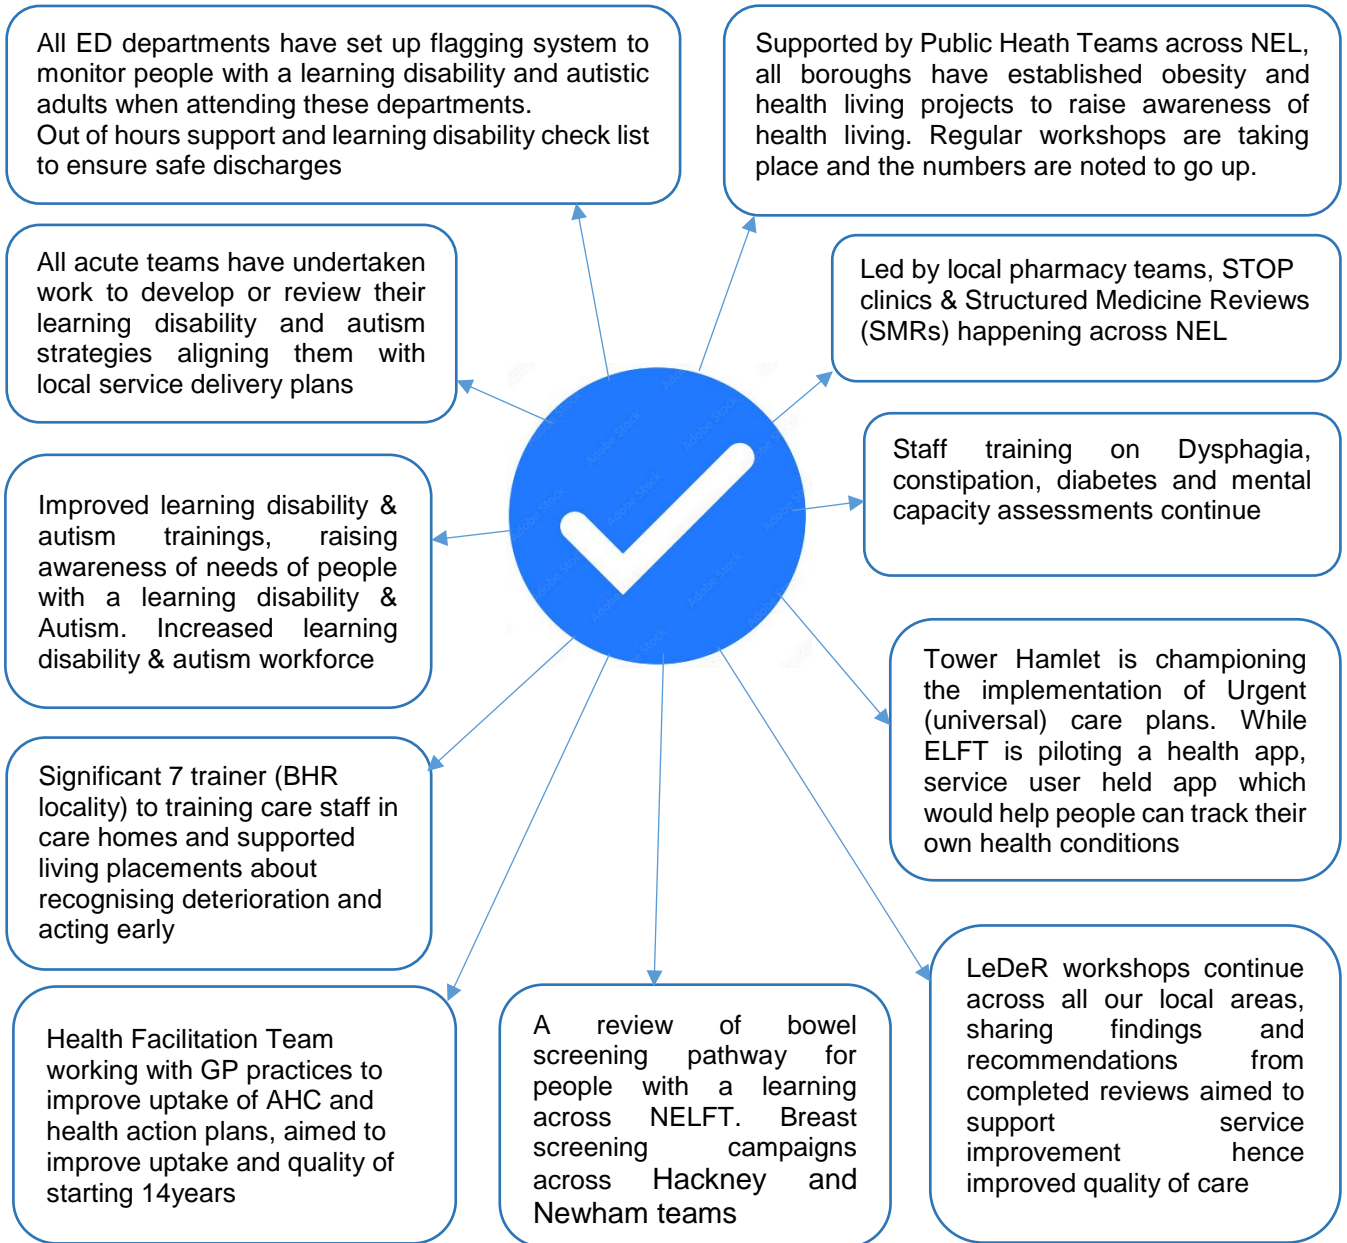 All ED departments have set up flagging system to
monitor people with a learning disability and autistic
adults when attending these departments.
Out of hours support and learning disability check list
to ensure safe discharges
Supported by Public Heath Teams across NEL,
all boroughs have established obesity and
health living projects to raise awareness of
health living. Regular workshops are taking
place and the numbers are noted to go up.
All acute teams have undertaken
work to develop or review their
learning disability and autism
strategies aligning them with
local service delivery plans
Led by local pharmacy teams, STOP
clinics & Structured Medicine Reviews
(SMRs) happening across NEL
Staff training on Dysphagia,
constipation, diabetes and mental
capacity assessments continue
Improved learning disability &
autism trainings, raising
awareness of needs of people
with a learning disability &
Autism. Increased learning
disability & autism workforce
Tower Hamlet is championing
the implementation of Urgent
(universal) care plans. While
ELFT is piloting a health app,
service user held app which
would help people can track their
own health conditions
Significant 7 trainer (BHR
locality) to training care staff in
care homes and supported
living placements about
recognising deterioration and
acting early
LeDeR workshops continue
across all our local areas,
sharing findings and
recommendations from
completed reviews aimed to
support service
improvement hence
improved quality of care
Health Facilitation Team
working with GP practices to
improve uptake of AHC and
health action plans, aimed to
improve uptake and quality of
starting 14years
A review of bowel
screening pathway for
people with a learning
across NELFT. Breast
screening campaigns
across Hackney and
Newham teams
Adobe Stock
Adobe Stock
Adobe Stock
Adobe Stock
Adobe Stock
Adobe Stock